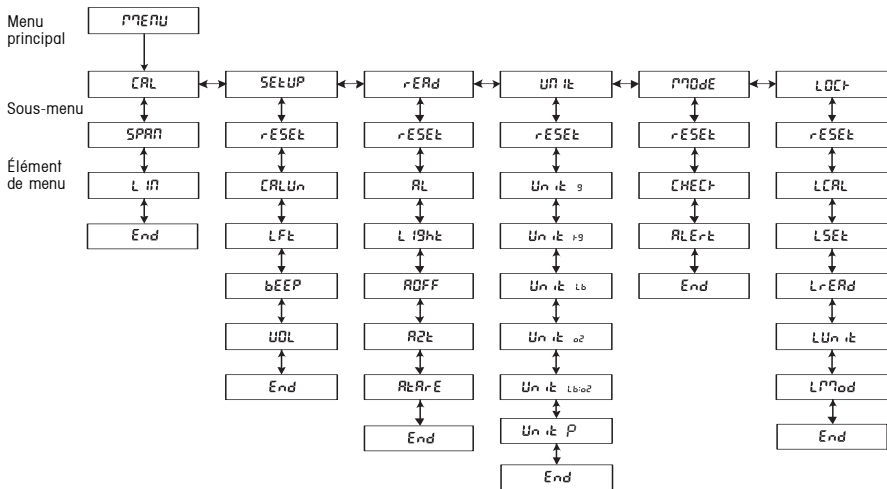 Menu principal
MENU
CAL SEtUP rEAd UNIt MOdE LOCk
Sous-menu
SPAN rESEt rESEt rESEt rESEt rESEt
Élément de menu
LIN CALUn AL Unit g CHECk LCAL
End LFt LIght Unit kg ALErt LSEt
bEEP AOFF Unit Lb End LrEAd
VOL AZt Unit oZ LUnit
End AtArE Unit Lb:oZ LMod
End Unit P End
End